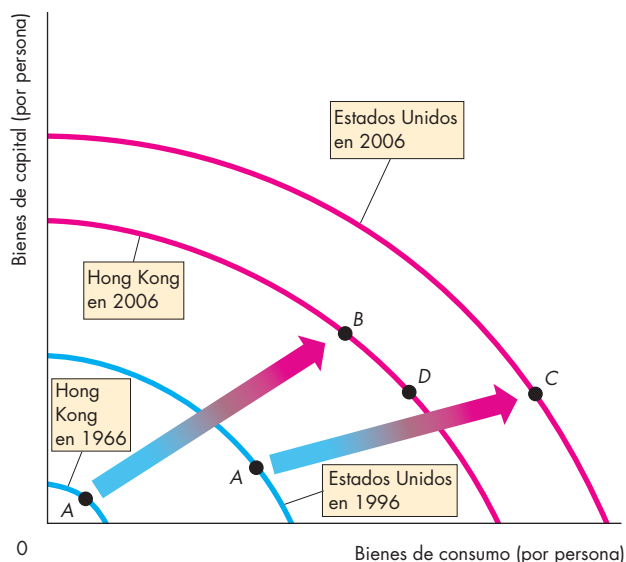 Bienes de capital (por persona)
Estados Unidos
en 2006
Hong Kong
en 2006
B
D
C
Hong
Kong
en 1966
A
A
Estados Unidos
en 1996
0
Bienes de consumo (por persona)